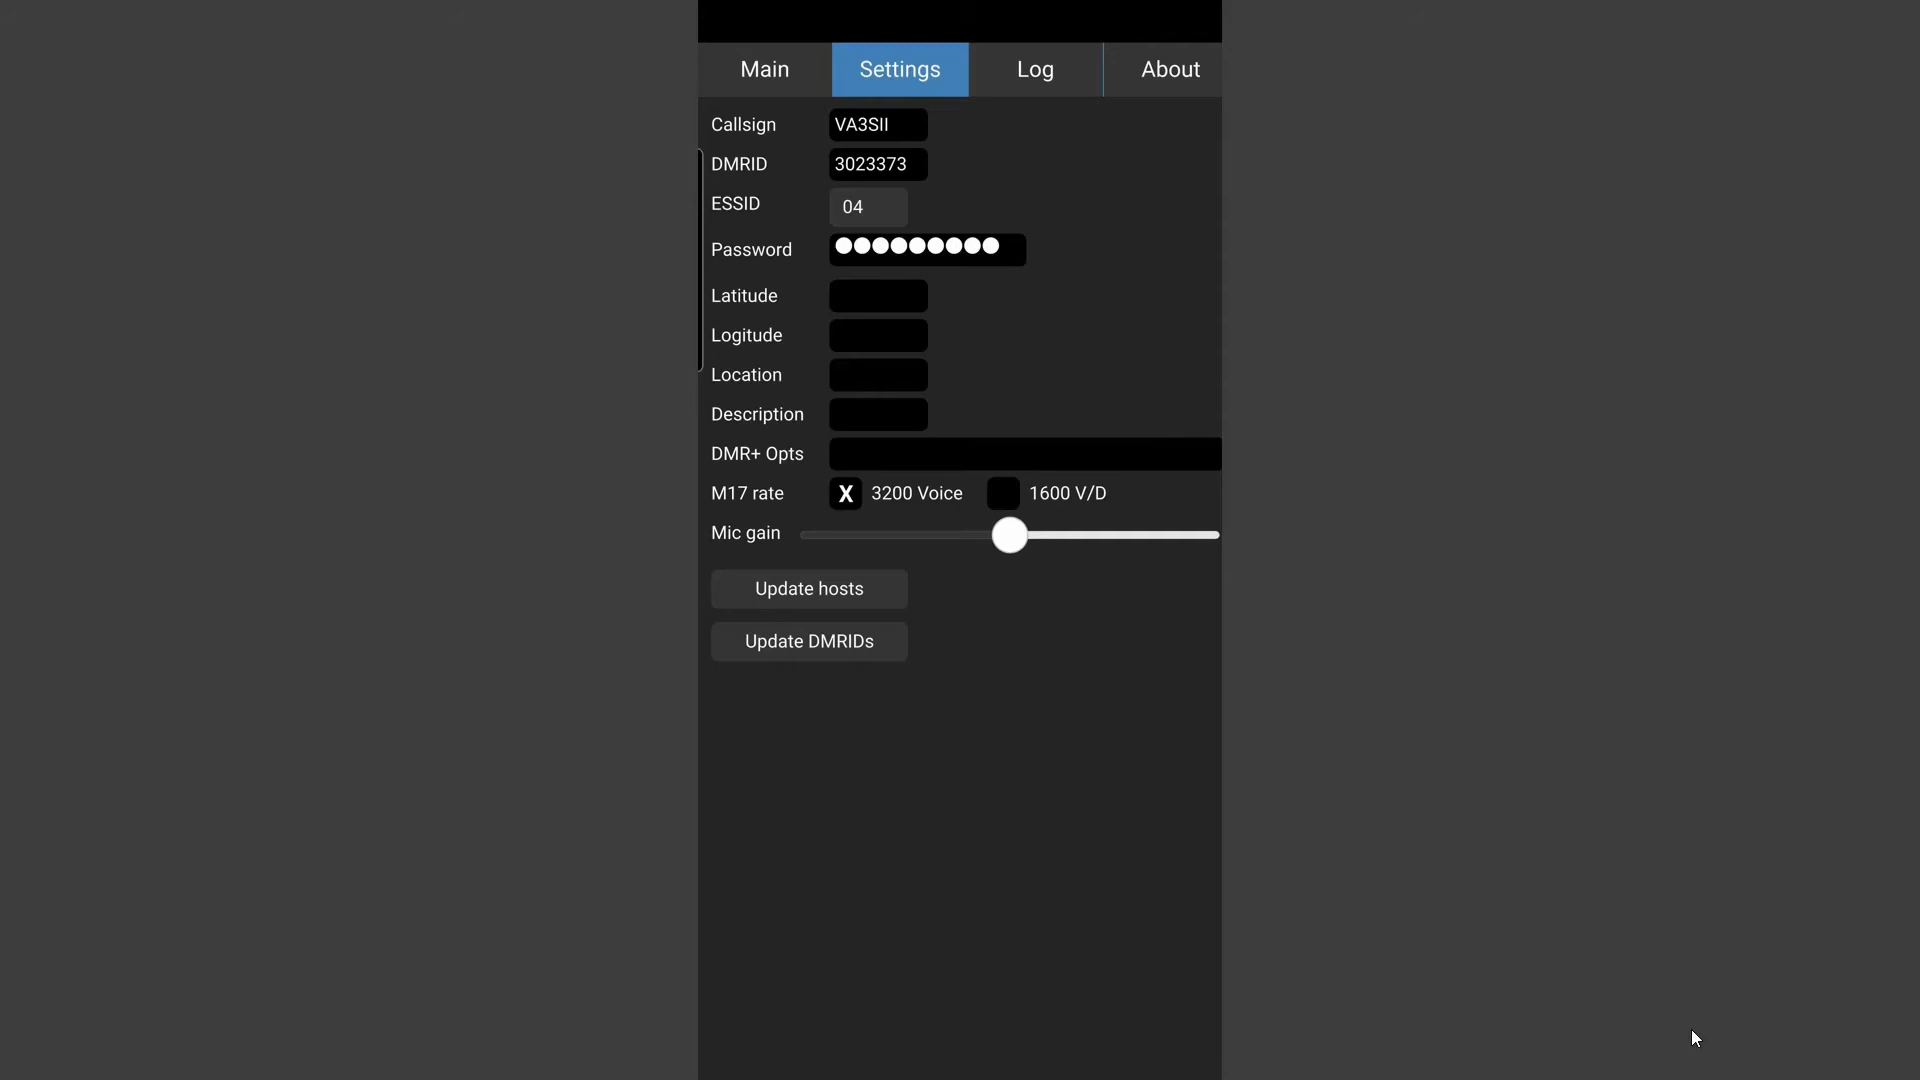 Main Settings Log About
Callsign VA3SII
DMRID 3023373
ESSID 04
Password ●●●●●●●●●
Latitude
Logitude
Location
Description
DMR+ Opts
M17 rate X 3200 Voice 1600 V/D
Mic gain
Update hosts
Update DMRIDs